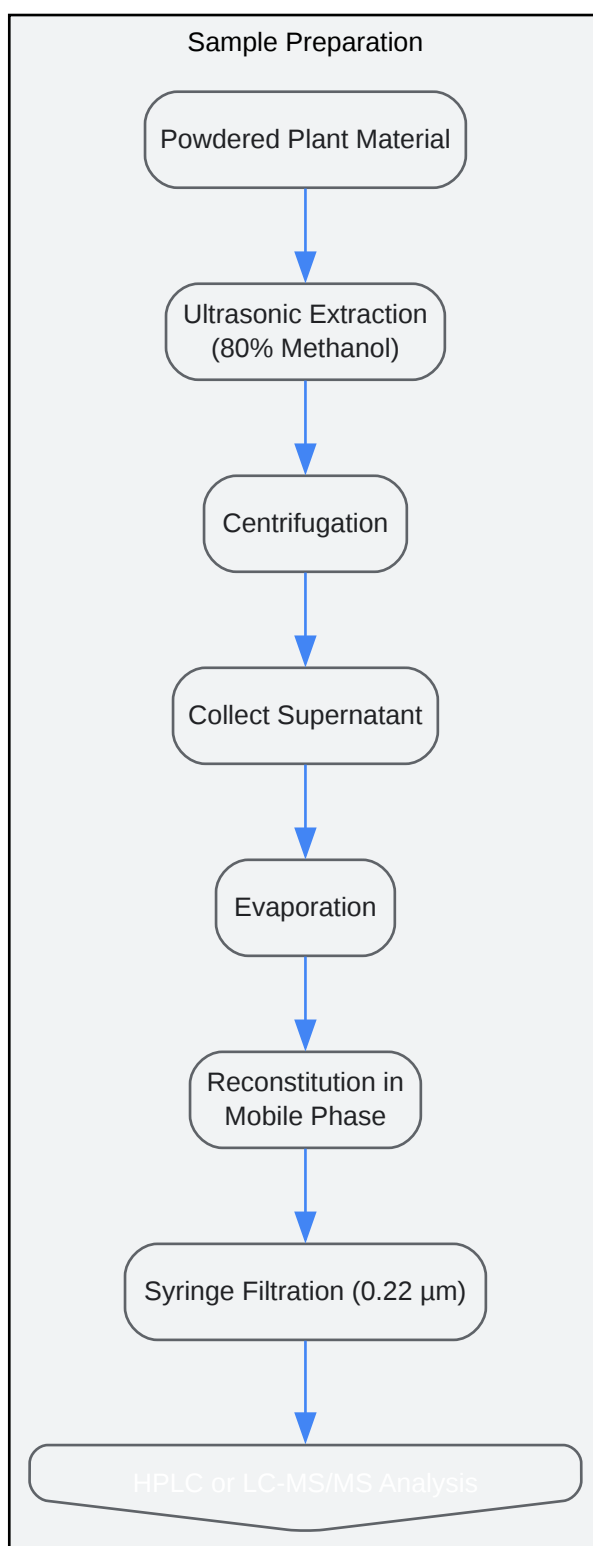 Sample Preparation
Powdered Plant Material
Ultrasonic Extraction
(80% Methanol)
Centrifugation
Collect Supernatant
Evaporation
Reconstitution in
Mobile Phase
Syringe Filtration (0.22 µm)
HPLC or LC-MS/MS Analysis